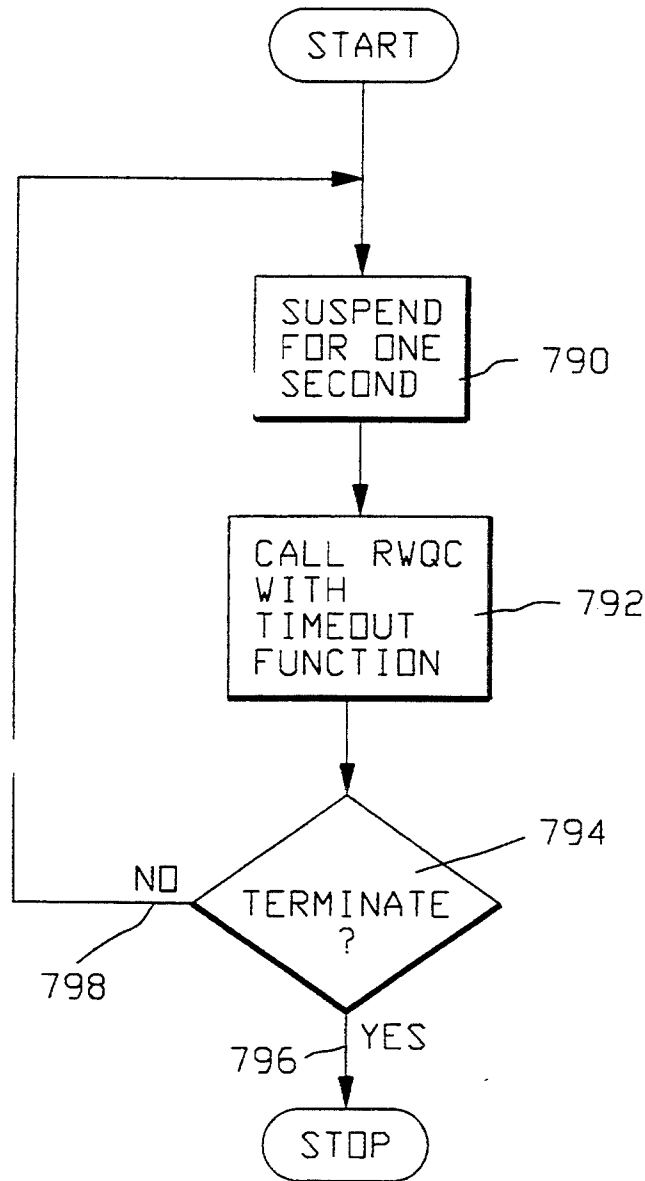 START
SUSPEND
FOR ONE
SECOND
790
CALL RWQC
WITH
TIMEOUT
FUNCTION
792
794
NO
TERMINATE
?
798
796
YES
STOP